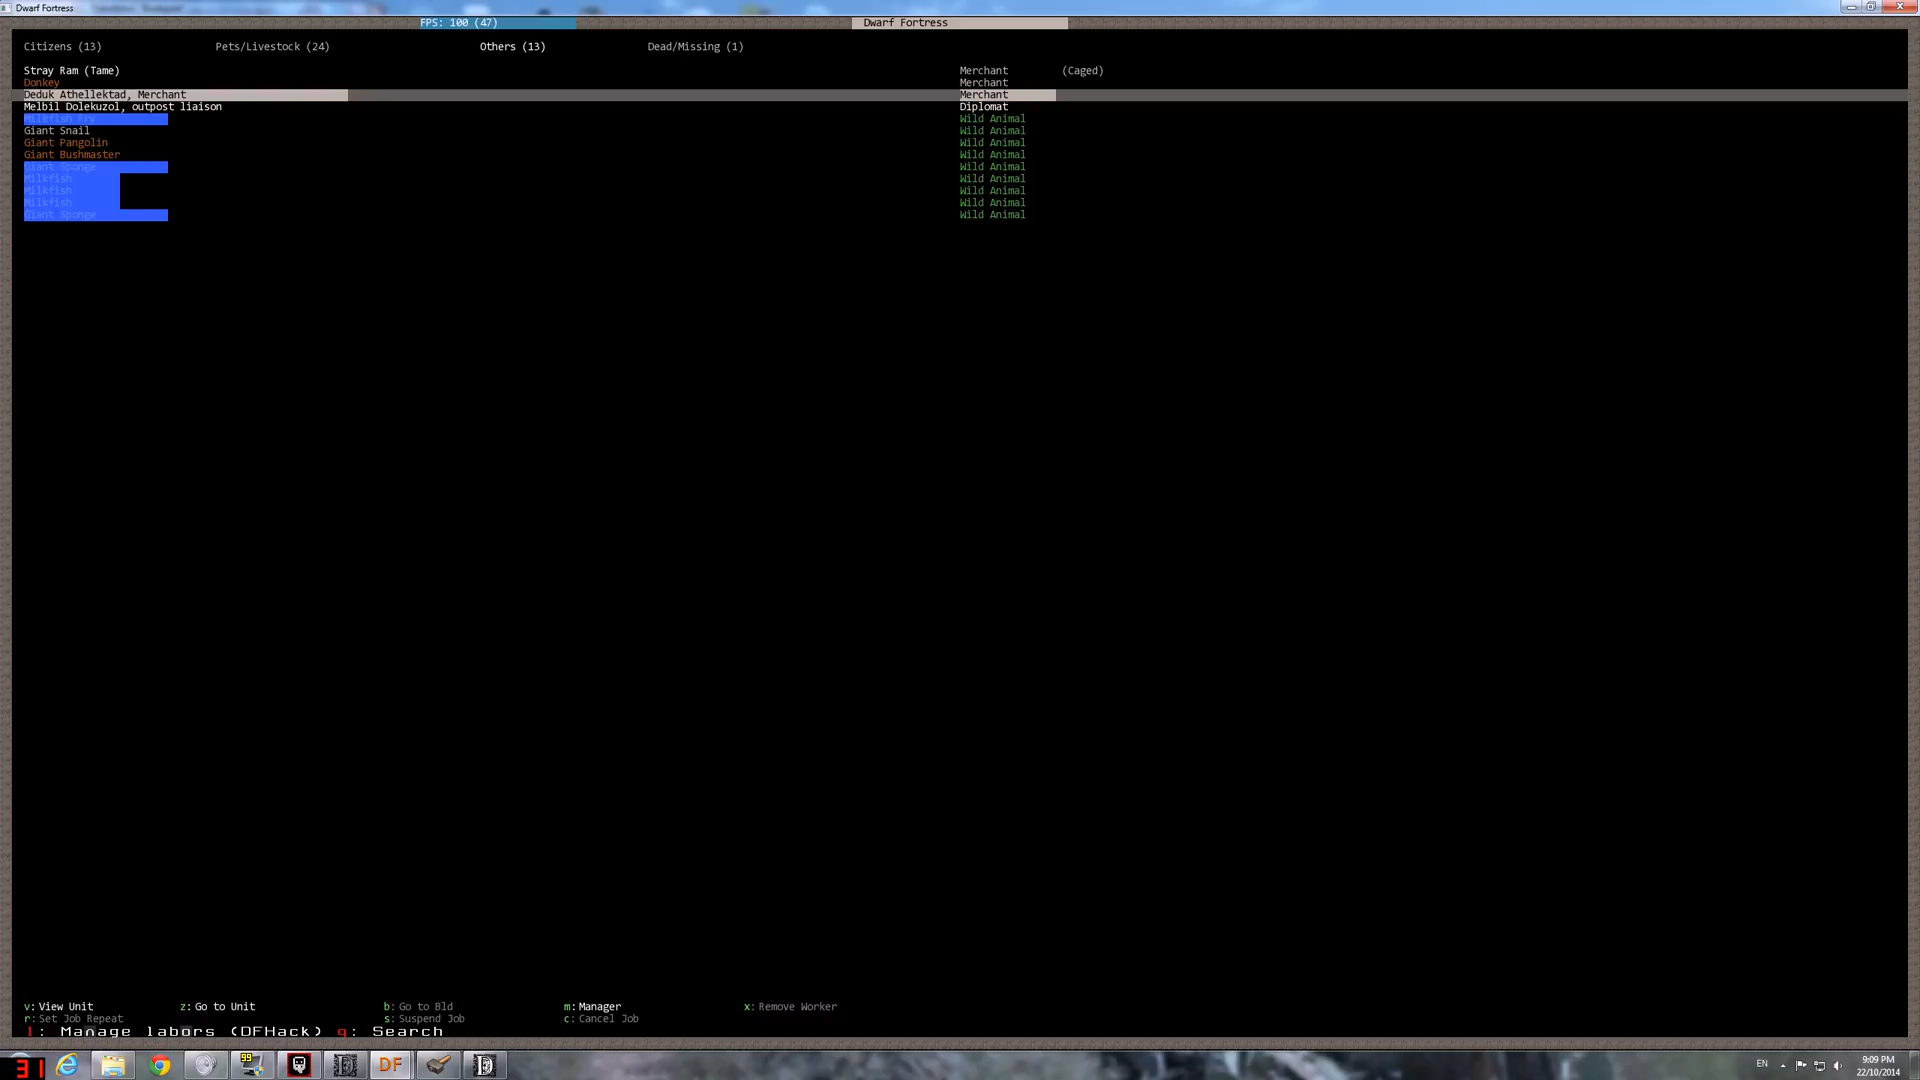 Dwarf Fortress
FPS: 100 (47) Dwarf Fortress
Citizens (13) Pets/Livestock (24) Others (13) Dead/Missing (1)
Stray Ram (Tame) Merchant (Caged)
Donkey Merchant
Deduk Athellektad, Merchant Merchant
Melbil Dolekuzol, outpost liaison Diplomat
Milkfish Fry Wild Animal
Giant Snail Wild Animal
Giant Pangolin Wild Animal
Giant Bushmaster Wild Animal
Giant Sponge Wild Animal
Milkfish Wild Animal
Milkfish Wild Animal
Milkfish Wild Animal
Giant Sponge Wild Animal
v: View Unit z: Go to Unit b: Go to Bld m: Manager x: Remove Worker
r: Set Job Repeat s: Suspend Job c: Cancel Job
l: Manage labors (DFHack) q: Search
31 99 DF EN 9:09 PM
22/10/2014